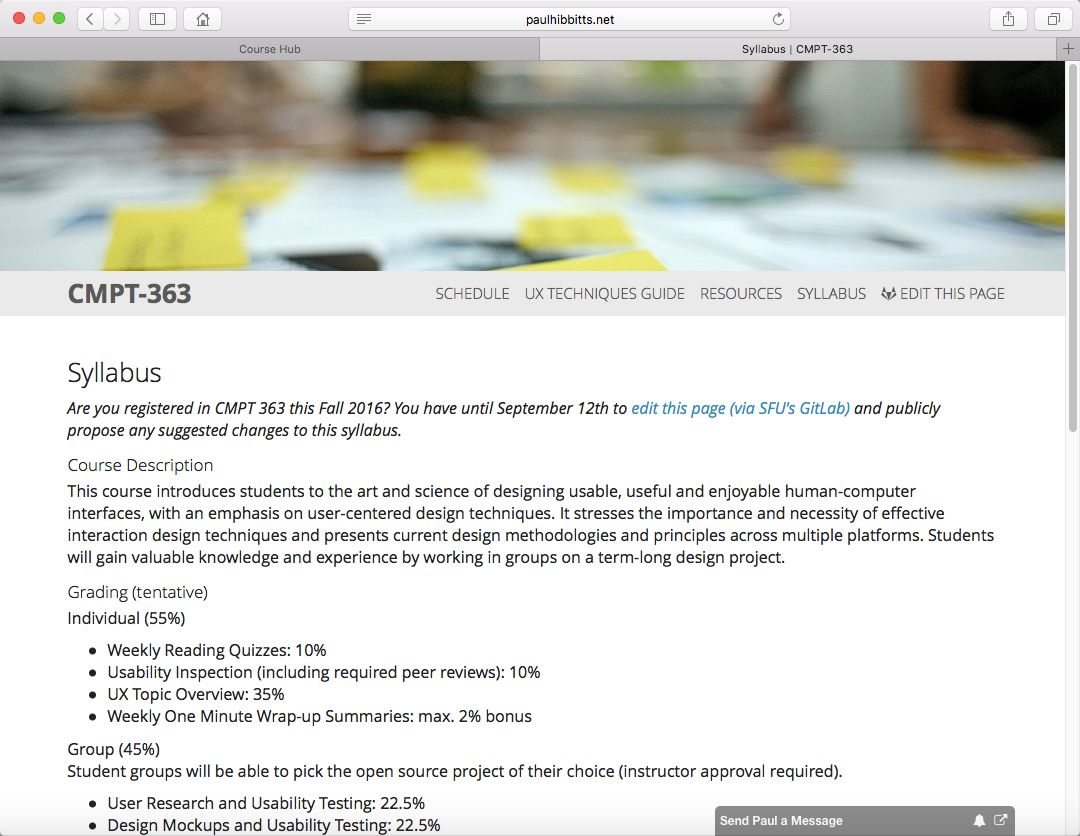 paulhibbitts.net
Course Hub
Syllabus | CMPT-363
CMPT-363
SCHEDULE UX TECHNIQUES GUIDE RESOURCES SYLLABUS EDIT THIS PAGE
Syllabus
Are you registered in CMPT 363 this Fall 2016? You have until September 12th to edit this page (via SFU's GitLab) and publicly
propose any suggested changes to this syllabus.
Course Description
This course introduces students to the art and science of designing usable, useful and enjoyable human-computer
interfaces, with an emphasis on user-centered design techniques. It stresses the importance and necessity of effective
interaction design techniques and presents current design methodologies and principles across multiple platforms. Students
will gain valuable knowledge and experience by working in groups on a term-long design project.
Grading (tentative)
Individual (55%)
• Weekly Reading Quizzes: 10%
• Usability Inspection (including required peer reviews): 10%
• UX Topic Overview: 35%
• Weekly One Minute Wrap-up Summaries: max. 2% bonus
Group (45%)
Student groups will be able to pick the open source project of their choice (instructor approval required).
• User Research and Usability Testing: 22.5%
• Design Mockups and Usability Testing: 22.5%
Send Paul a Message